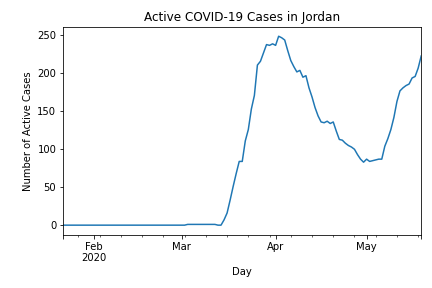 Active COVID-19 Cases in Jordan
250
200
150
100
50
0
Number of Active Cases
Feb
2020
Mar
Apr
May
Day